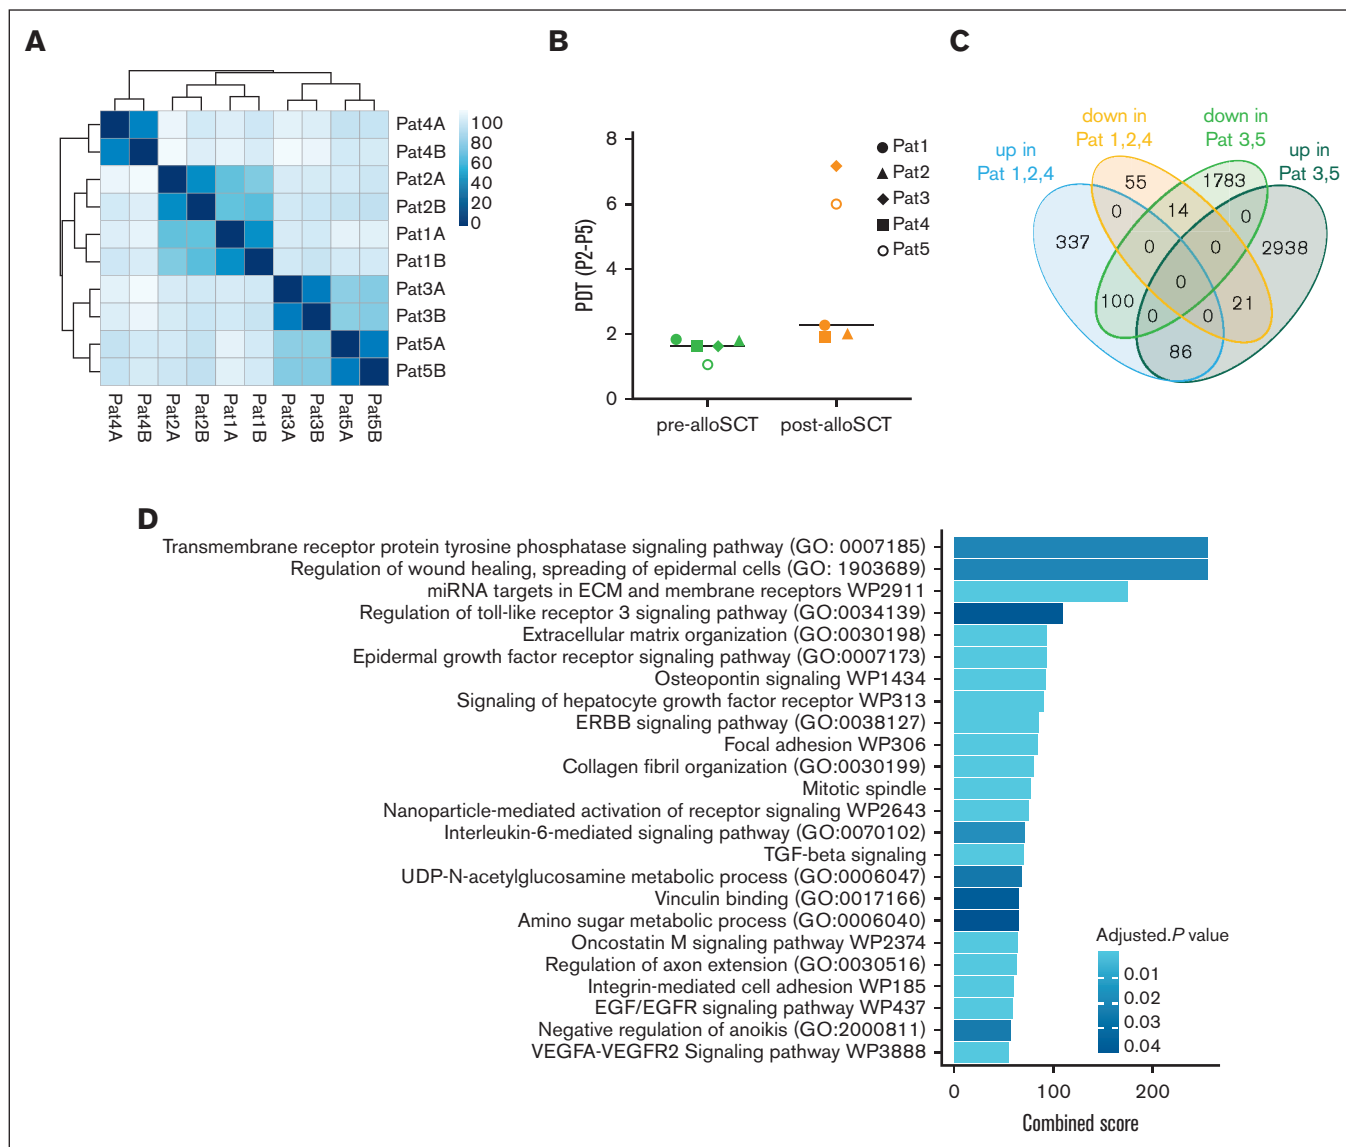 A
Pat4A
Pat4B
Pat2A
Pat2B
Pat1A
Pat1B
Pat3A
Pat3B
Pat5A
Pat5B
100
80
60
40
20
0
Pat4A
Pat4B
Pat2A
Pat2B
Pat1A
Pat1B
Pat3A
Pat3B
Pat5A
Pat5B
B
PDT (P2-P5)
8
6
4
2
0
pre-alloSCT
post-alloSCT
Pat1
Pat2
Pat3
Pat4
Pat5
C
up in
Pat 1,2,4
down in
Pat 1,2,4
down in
Pat 3,5
up in
Pat 3,5
55
1783
0
14
0
337
0
0
2938
0
100
0
0
21
86
D
Transmembrane receptor protein tyrosine phosphatase signaling pathway (GO: 0007185)
Regulation of wound healing, spreading of epidermal cells (GO: 1903689)
miRNA targets in ECM and membrane receptors WP2911
Regulation of toll-like receptor 3 signaling pathway (GO:0034139)
Extracellular matrix organization (GO:0030198)
Epidermal growth factor receptor signaling pathway (GO:0007173)
Osteopontin signaling WP1434
Signaling of hepatocyte growth factor receptor WP313
ERBB signaling pathway (GO:0038127)
Focal adhesion WP306
Collagen fibril organization (GO:0030199)
Mitotic spindle
Nanoparticle-mediated activation of receptor signaling WP2643
Interleukin-6-mediated signaling pathway (GO:0070102)
TGF-beta signaling
UDP-N-acetylglucosamine metabolic process (GO:0006047)
Vinculin binding (GO:0017166)
Amino sugar metabolic process (GO:0006040)
Oncostatin M signaling pathway WP2374
Regulation of axon extension (GO:0030516)
Integrin-mediated cell adhesion WP185
EGF/EGFR signaling pathway WP437
Negative regulation of anoikis (GO:2000811)
VEGFA-VEGFR2 Signaling pathway WP3888
Adjusted.P value
0.01
0.02
0.03
0.04
0
100
200
Combined score